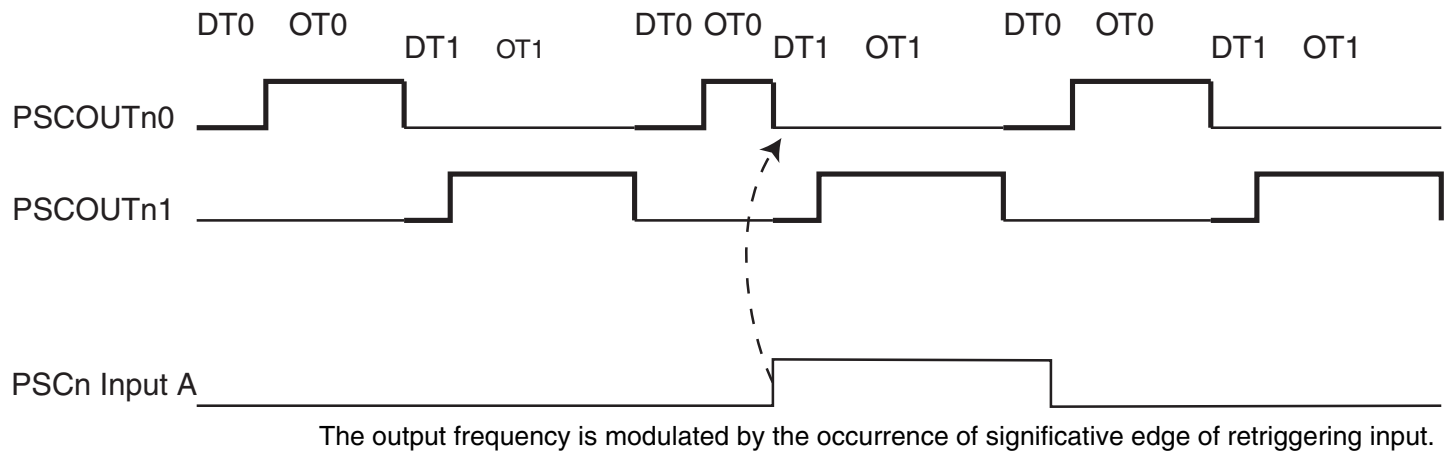 DT0 OT0 DT0 OT0 DT0 OT0
DT1 OT1 DT1 OT1 DT1 OT1
PSCOUTn0
PSCOUTn1
PSCn Input A
The output frequency is modulated by the occurrence of significative edge of retriggering input.